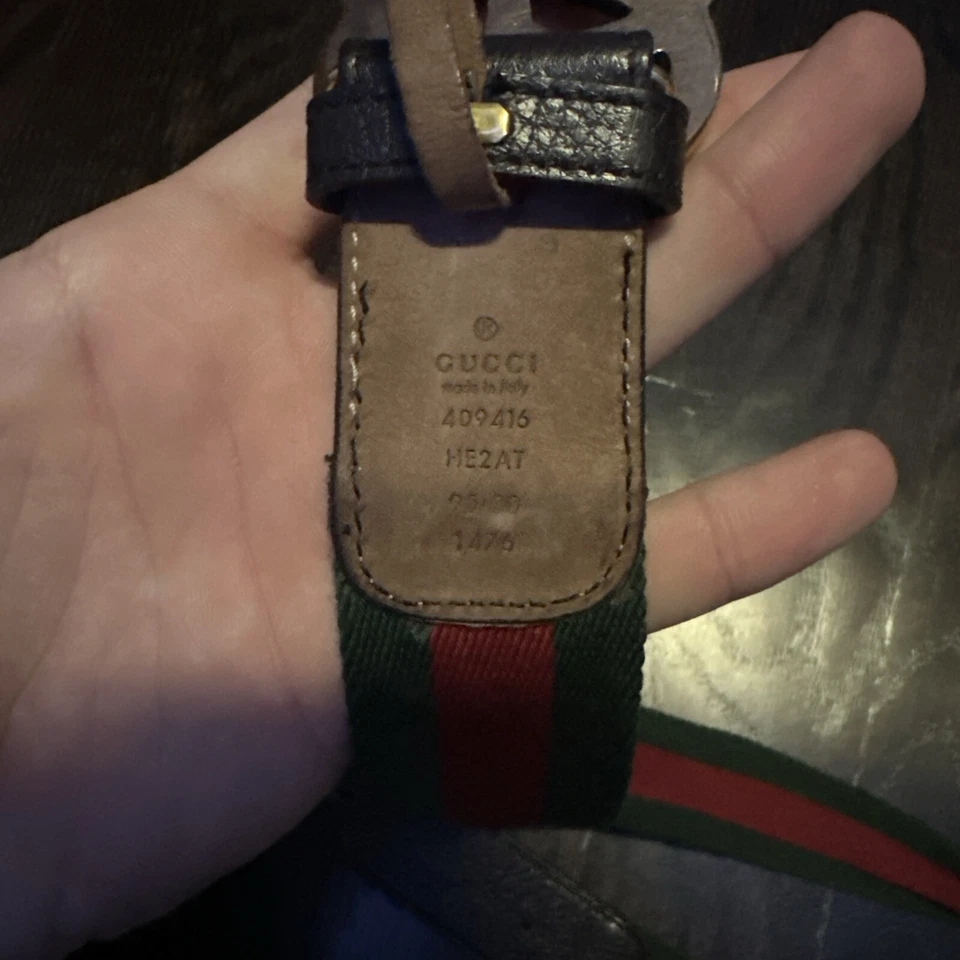 ®
GUCCI
made in Italy
409416
HE2AT
1476